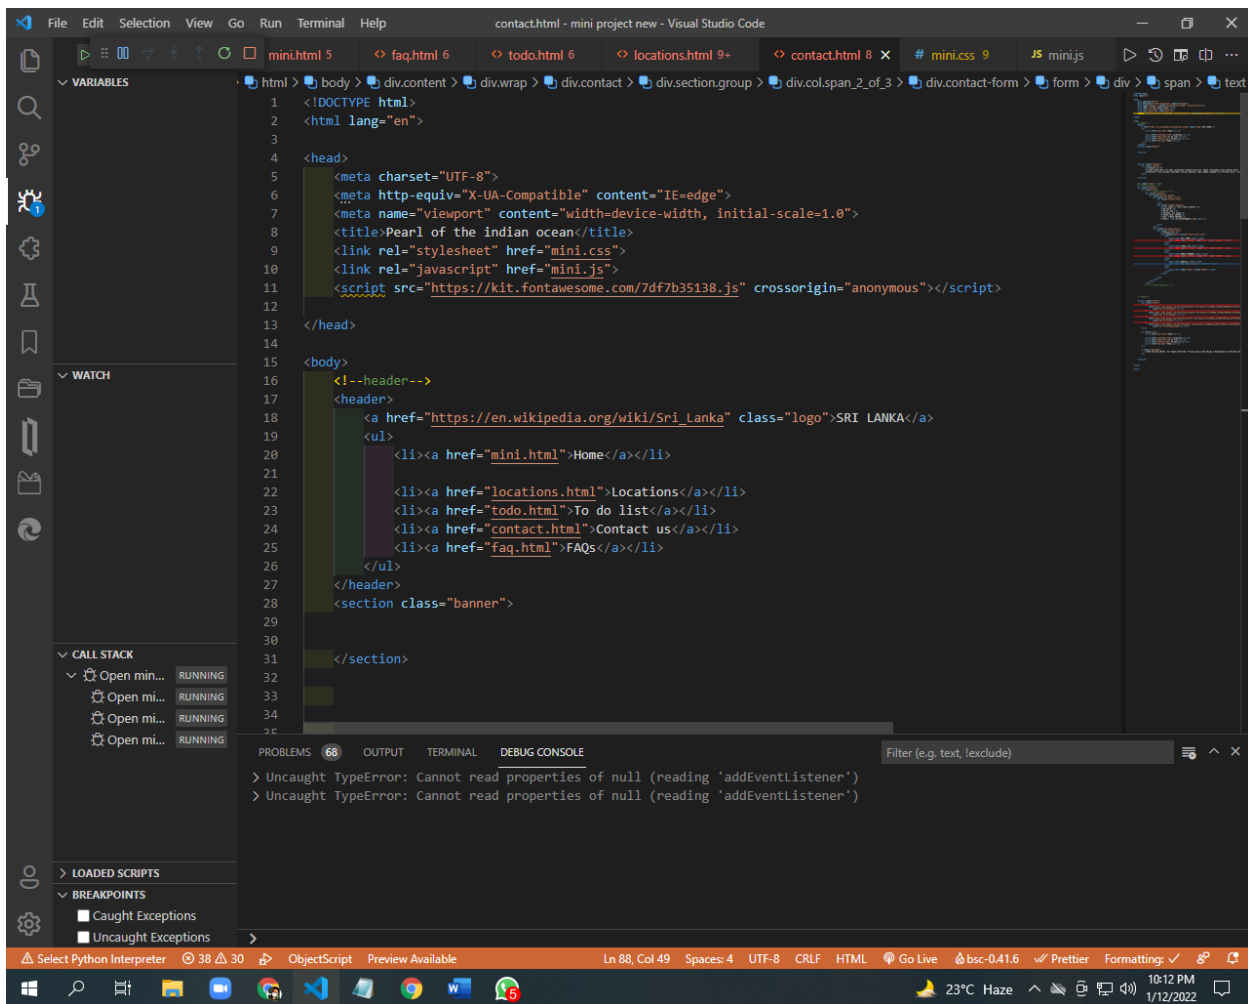 File Edit Selection View Go Run Terminal Help contact.html - mini project new - Visual Studio Code
mini.html 5 faq.html 6 todo.html 6 locations.html 9+ contact.html 8 # mini.css 9 JS mini.js
VARIABLES
html > body > div.content > div.wrap > div.contact > div.section.group > div.col.span_2_of_3 > div.contact-form > form > div > span > text
1 <!DOCTYPE html>
2 <html lang="en">
3
4 <head>
5 <meta charset="UTF-8">
6 <meta http-equiv="X-UA-Compatible" content="IE=edge">
7 <meta name="viewport" content="width=device-width, initial-scale=1.0">
8 <title>Pearl of the indian ocean</title>
9 <link rel="stylesheet" href="mini.css">
10 <link rel="javascript" href="mini.js">
11 <script src="https://kit.fontawesome.com/7df7b35138.js" crossorigin="anonymous"></script>
12
13 </head>
14
15 <body>
16 <!--header-->
17 <header>
18 <a href="https://en.wikipedia.org/wiki/Sri_Lanka" class="logo">SRI LANKA</a>
19 <ul>
20 <li><a href="mini.html">Home</a></li>
21
22 <li><a href="locations.html">Locations</a></li>
23 <li><a href="todo.html">To do list</a></li>
24 <li><a href="contact.html">Contact us</a></li>
25 <li><a href="faq.html">FAQs</a></li>
26 </ul>
27 </header>
28 <section class="banner">
29
30
31 </section>
32
33
34
35
1
WATCH
CALL STACK
Open min... RUNNING
Open mi... RUNNING
Open mi... RUNNING
Open mi... RUNNING
LOADED SCRIPTS
BREAKPOINTS
Caught Exceptions
Uncaught Exceptions
PROBLEMS 68 OUTPUT TERMINAL DEBUG CONSOLE Filter (e.g. text, !exclude)
> Uncaught TypeError: Cannot read properties of null (reading 'addEventListener')
> Uncaught TypeError: Cannot read properties of null (reading 'addEventListener')
>
Select Python Interpreter 38 30 ObjectScript Preview Available Ln 88, Col 49 Spaces: 4 UTF-8 CRLF HTML Go Live bsc-0.41.6 Prettier Formatting: ✓
5 23°C Haze 10:12 PM
1/12/2022